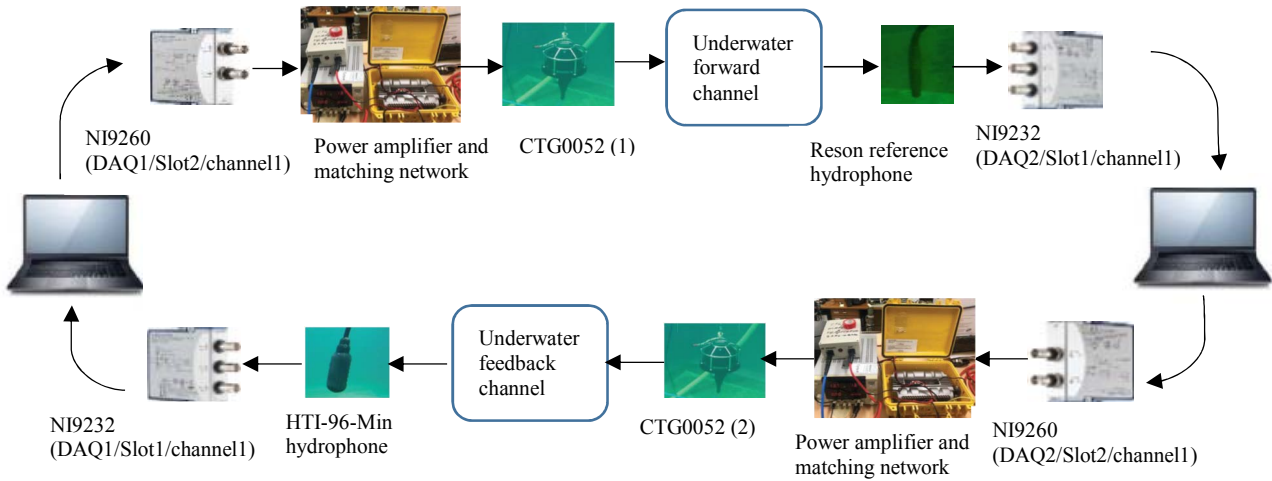 Underwater
forward
channel
NI9260
(DAQ1/Slot2/channel1)
Power amplifier and
matching network
CTG0052 (1)
Reson reference
hydrophone
NI9232
(DAQ2/Slot1/channel1)
NI9232
(DAQ1/Slot1/channel1)
HTI-96-Min
hydrophone
Underwater
feedback
channel
CTG0052 (2)
Power amplifier and
matching network
NI9260
(DAQ2/Slot2/channel1)